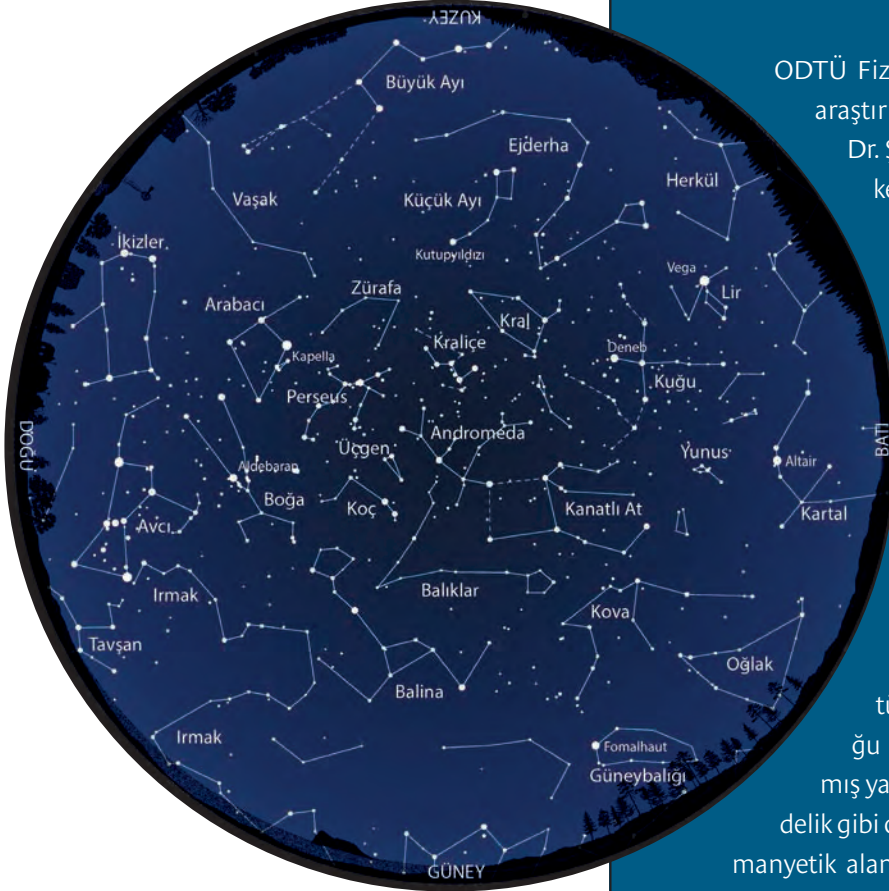 KUZEY
Büyük Ayı
Ejderha
Herkül
Vaşak
Küçük Ayı
İkizler
Kutupyıldızı
Vega
Lir
Zürafa
Arabacı
Kral
Kraliçe
Kapella
Deneb
Kuğu
Perseus
Andromeda
DOĞU
BATI
Üçgen
Yunus
Aldebaran
Altair
Boğa
Koç
Kanatlı At
Kartal
Avcı
Irmak
Balıklar
Kova
Tavşan
Oğlak
Balina
Irmak
Fomalhaut
Güneybalığı
GÜNEY
ODTÜ Fiz
araştır
Dr. S
ke
tü
ğu
mış ya
delik gibi
manyetik alan